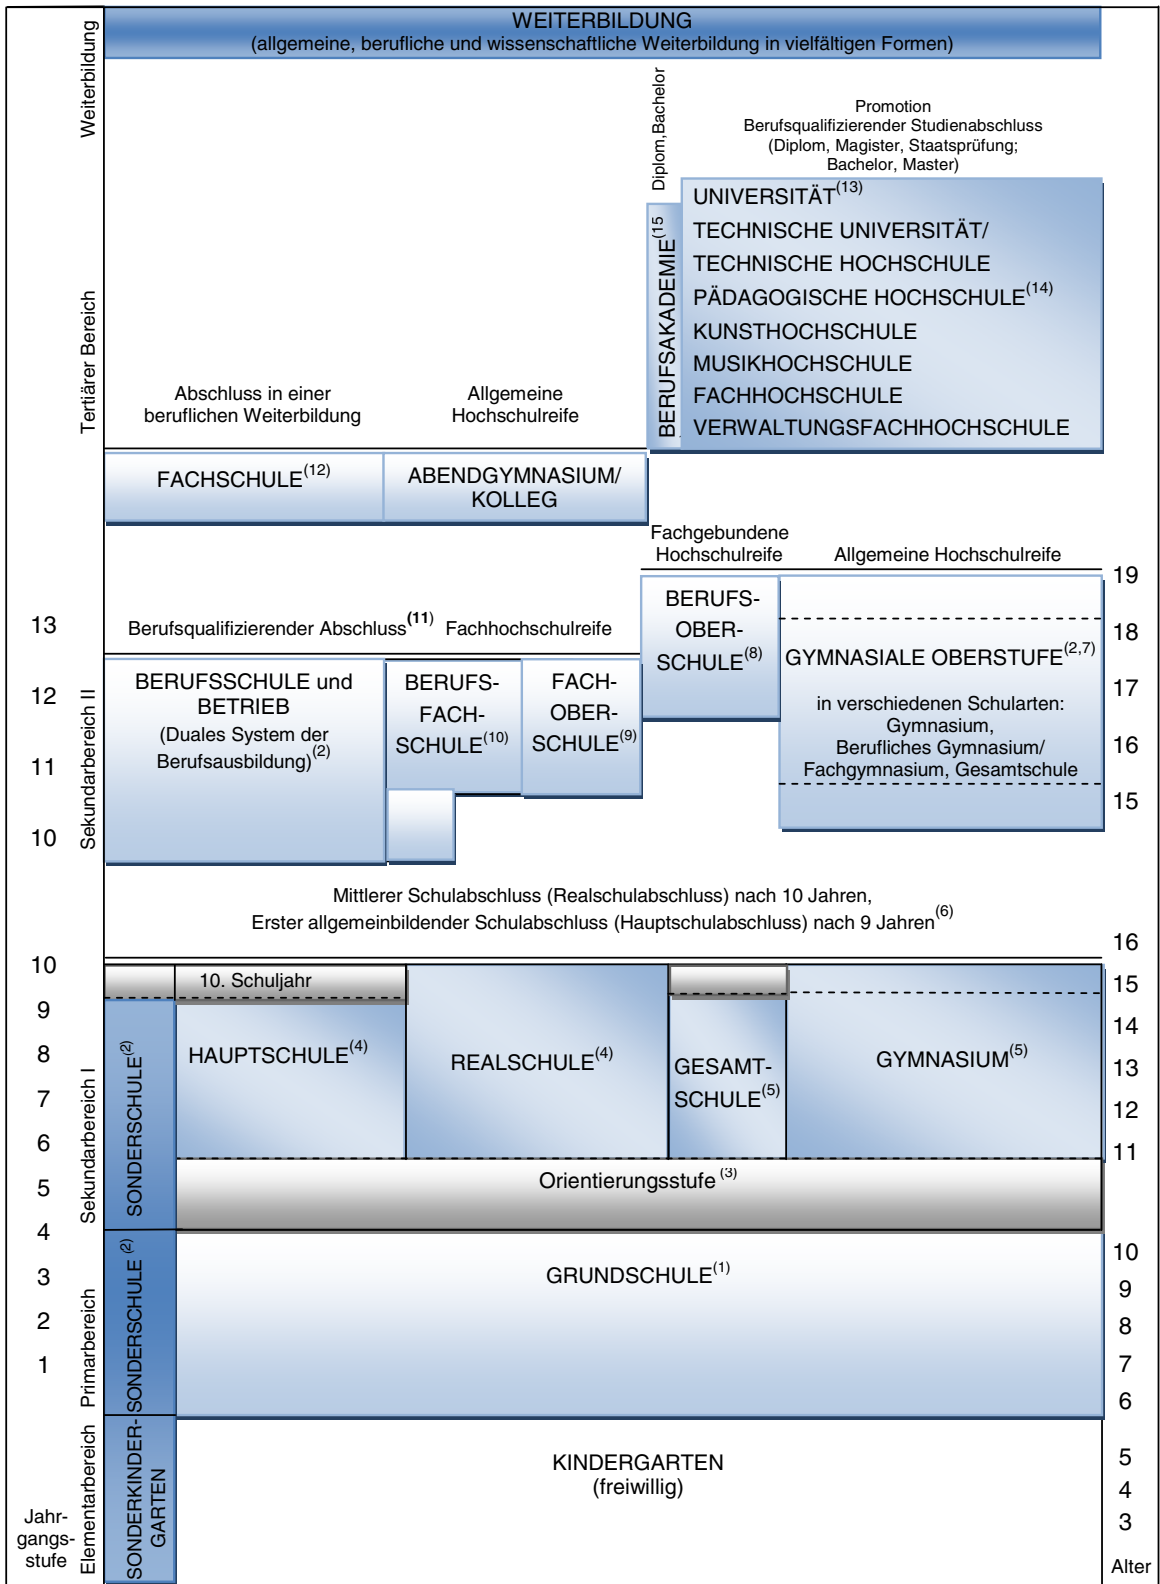 WEITERBILDUNG
(allgemeine, berufliche und wissenschaftliche Weiterbildung in vielfältigen Formen)
Weiterbildung
Diplom,Bachelor
Promotion
Berufsqualifizierender Studienabschluss
(Diplom, Magister, Staatsprüfung;
Bachelor, Master)
Tertiärer Bereich
BERUFSAKADEMIE(15
UNIVERSITÄT(13)
TECHNISCHE UNIVERSITÄT/
TECHNISCHE HOCHSCHULE
PÄDAGOGISCHE HOCHSCHULE(14)
KUNSTHOCHSCHULE
MUSIKHOCHSCHULE
FACHHOCHSCHULE
VERWALTUNGSFACHHOCHSCHULE
Abschluss in einer
beruflichen Weiterbildung
Allgemeine
Hochschulreife
FACHSCHULE(12)
ABENDGYMNASIUM/
KOLLEG
Fachgebundene
Hochschulreife
Allgemeine Hochschulreife
Berufsqualifizierender Abschluss(11)
Fachhochschulreife
Sekundarbereich II
13
12
11
10
BERUFSSCHULE und
BETRIEB
(Duales System der
Berufsausbildung)(2)
BERUFS-
FACH-
SCHULE(10)
FACH-
OBER-
SCHULE(9)
BERUFS-
OBER-
SCHULE(8)
GYMNASIALE OBERSTUFE(2,7)
in verschiedenen Schularten:
Gymnasium,
Berufliches Gymnasium/
Fachgymnasium, Gesamtschule
19
18
17
16
15
Mittlerer Schulabschluss (Realschulabschluss) nach 10 Jahren,
Erster allgemeinbildender Schulabschluss (Hauptschulabschluss) nach 9 Jahren(6)
Sekundarbereich I
10
9
8
7
6
5
4
SONDERSCHULE(2)
10. Schuljahr
HAUPTSCHULE(4)
REALSCHULE(4)
GESAMT-
SCHULE(5)
GYMNASIUM(5)
Orientierungsstufe (3)
16
15
14
13
12
11
Primarbereich
3
2
1
SONDERSCHULE (2)
GRUNDSCHULE(1)
10
9
8
7
6
Elementarbereich
SONDERKINDER-
GARTEN
KINDERGARTEN
(freiwillig)
5
4
3
Jahr-
gangs-
stufe
Alter